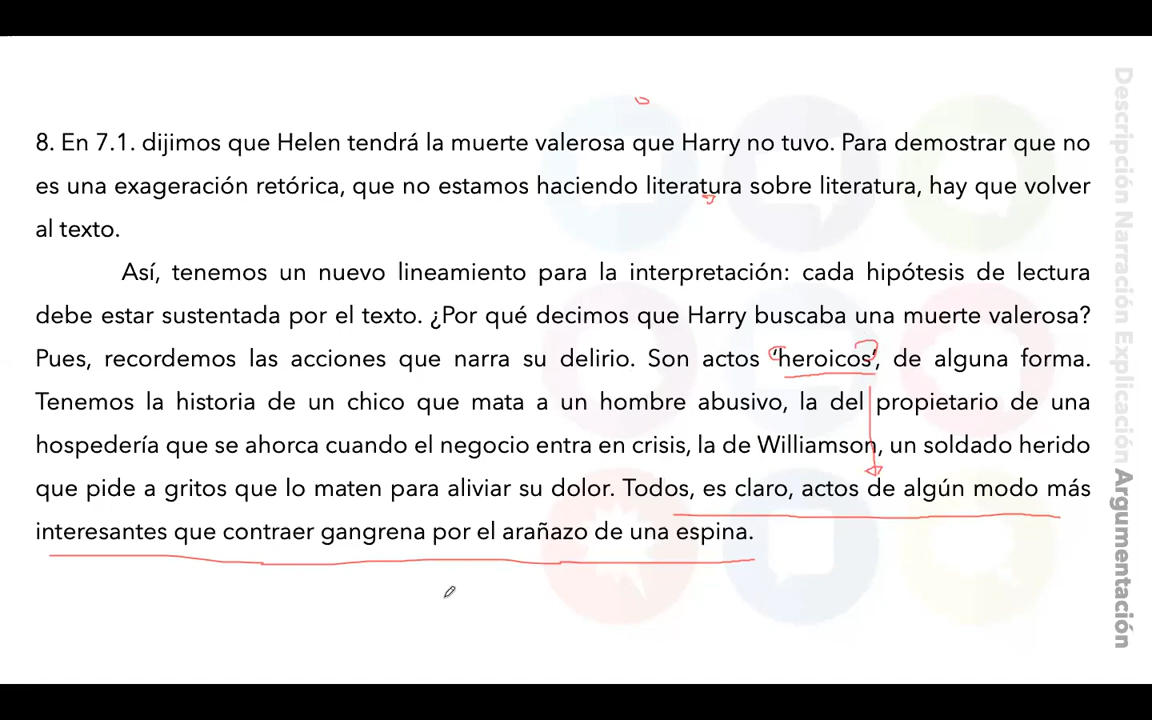 8. En 7.1. dijimos que Helen tendrá la muerte valerosa que Harry no tuvo. Para demostrar que no
es una exageración retórica, que no estamos haciendo literatura sobre literatura, hay que volver
al texto.
Así, tenemos un nuevo lineamiento para la interpretación: cada hipótesis de lectura
debe estar sustentada por el texto. ¿Por qué decimos que Harry buscaba una muerte valerosa?
Pues, recordemos las acciones que narra su delirio. Son actos 'heroicos', de alguna forma.
Tenemos la historia de un chico que mata a un hombre abusivo, la del propietario de una
hospedería que se ahorca cuando el negocio entra en crisis, la de Williamson, un soldado herido
que pide a gritos que lo maten para aliviar su dolor. Todos, es claro, actos de algún modo más
interesantes que contraer gangrena por el arañazo de una espina.
Descripción Narración Explicación Argumentación